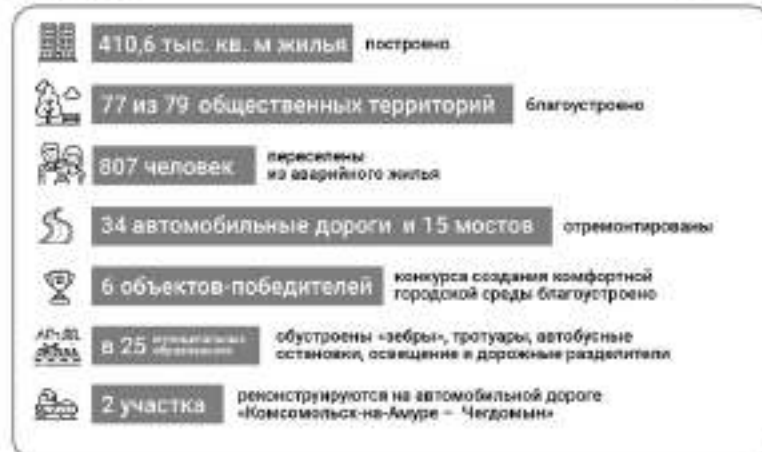 410,6 тыс. кв. м жилья построено
77 из 79 общественных территорий благоустроено
807 человек переселены
из аварийного жилья
34 автомобильные дороги и 15 мостов отремонтированы
6 объектов-победителей конкурса создания комфортной
городской среды благоустроено
в 25 муниципальных
образованиях
обустроены «зебры», тротуары, автобусные
остановки, освещение и дорожные разделители
2 участка реконструируются на автомобильной дороге
«Комсомольск-на-Амуре – Чегдомын»